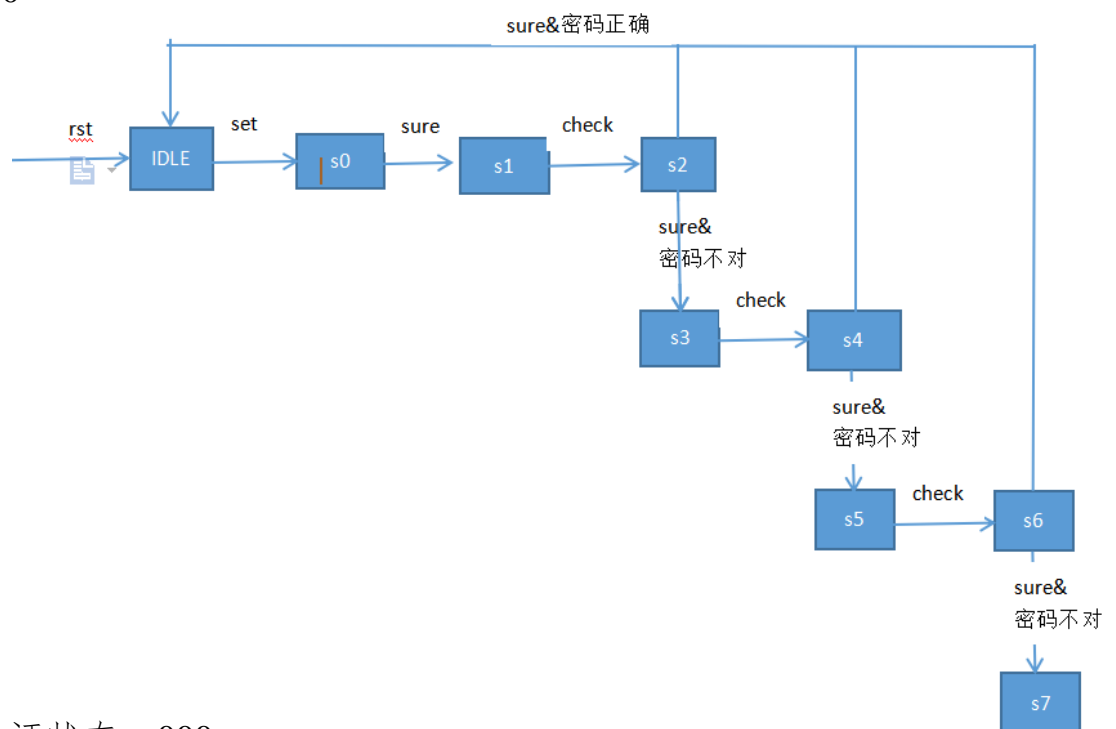 sure&密码正确
rst
set
sure
check
IDLE
s0
s1
s2
sure&
密码不对
check
s3
s4
sure&
密码不对
check
s5
s6
sure&
密码不对
s7